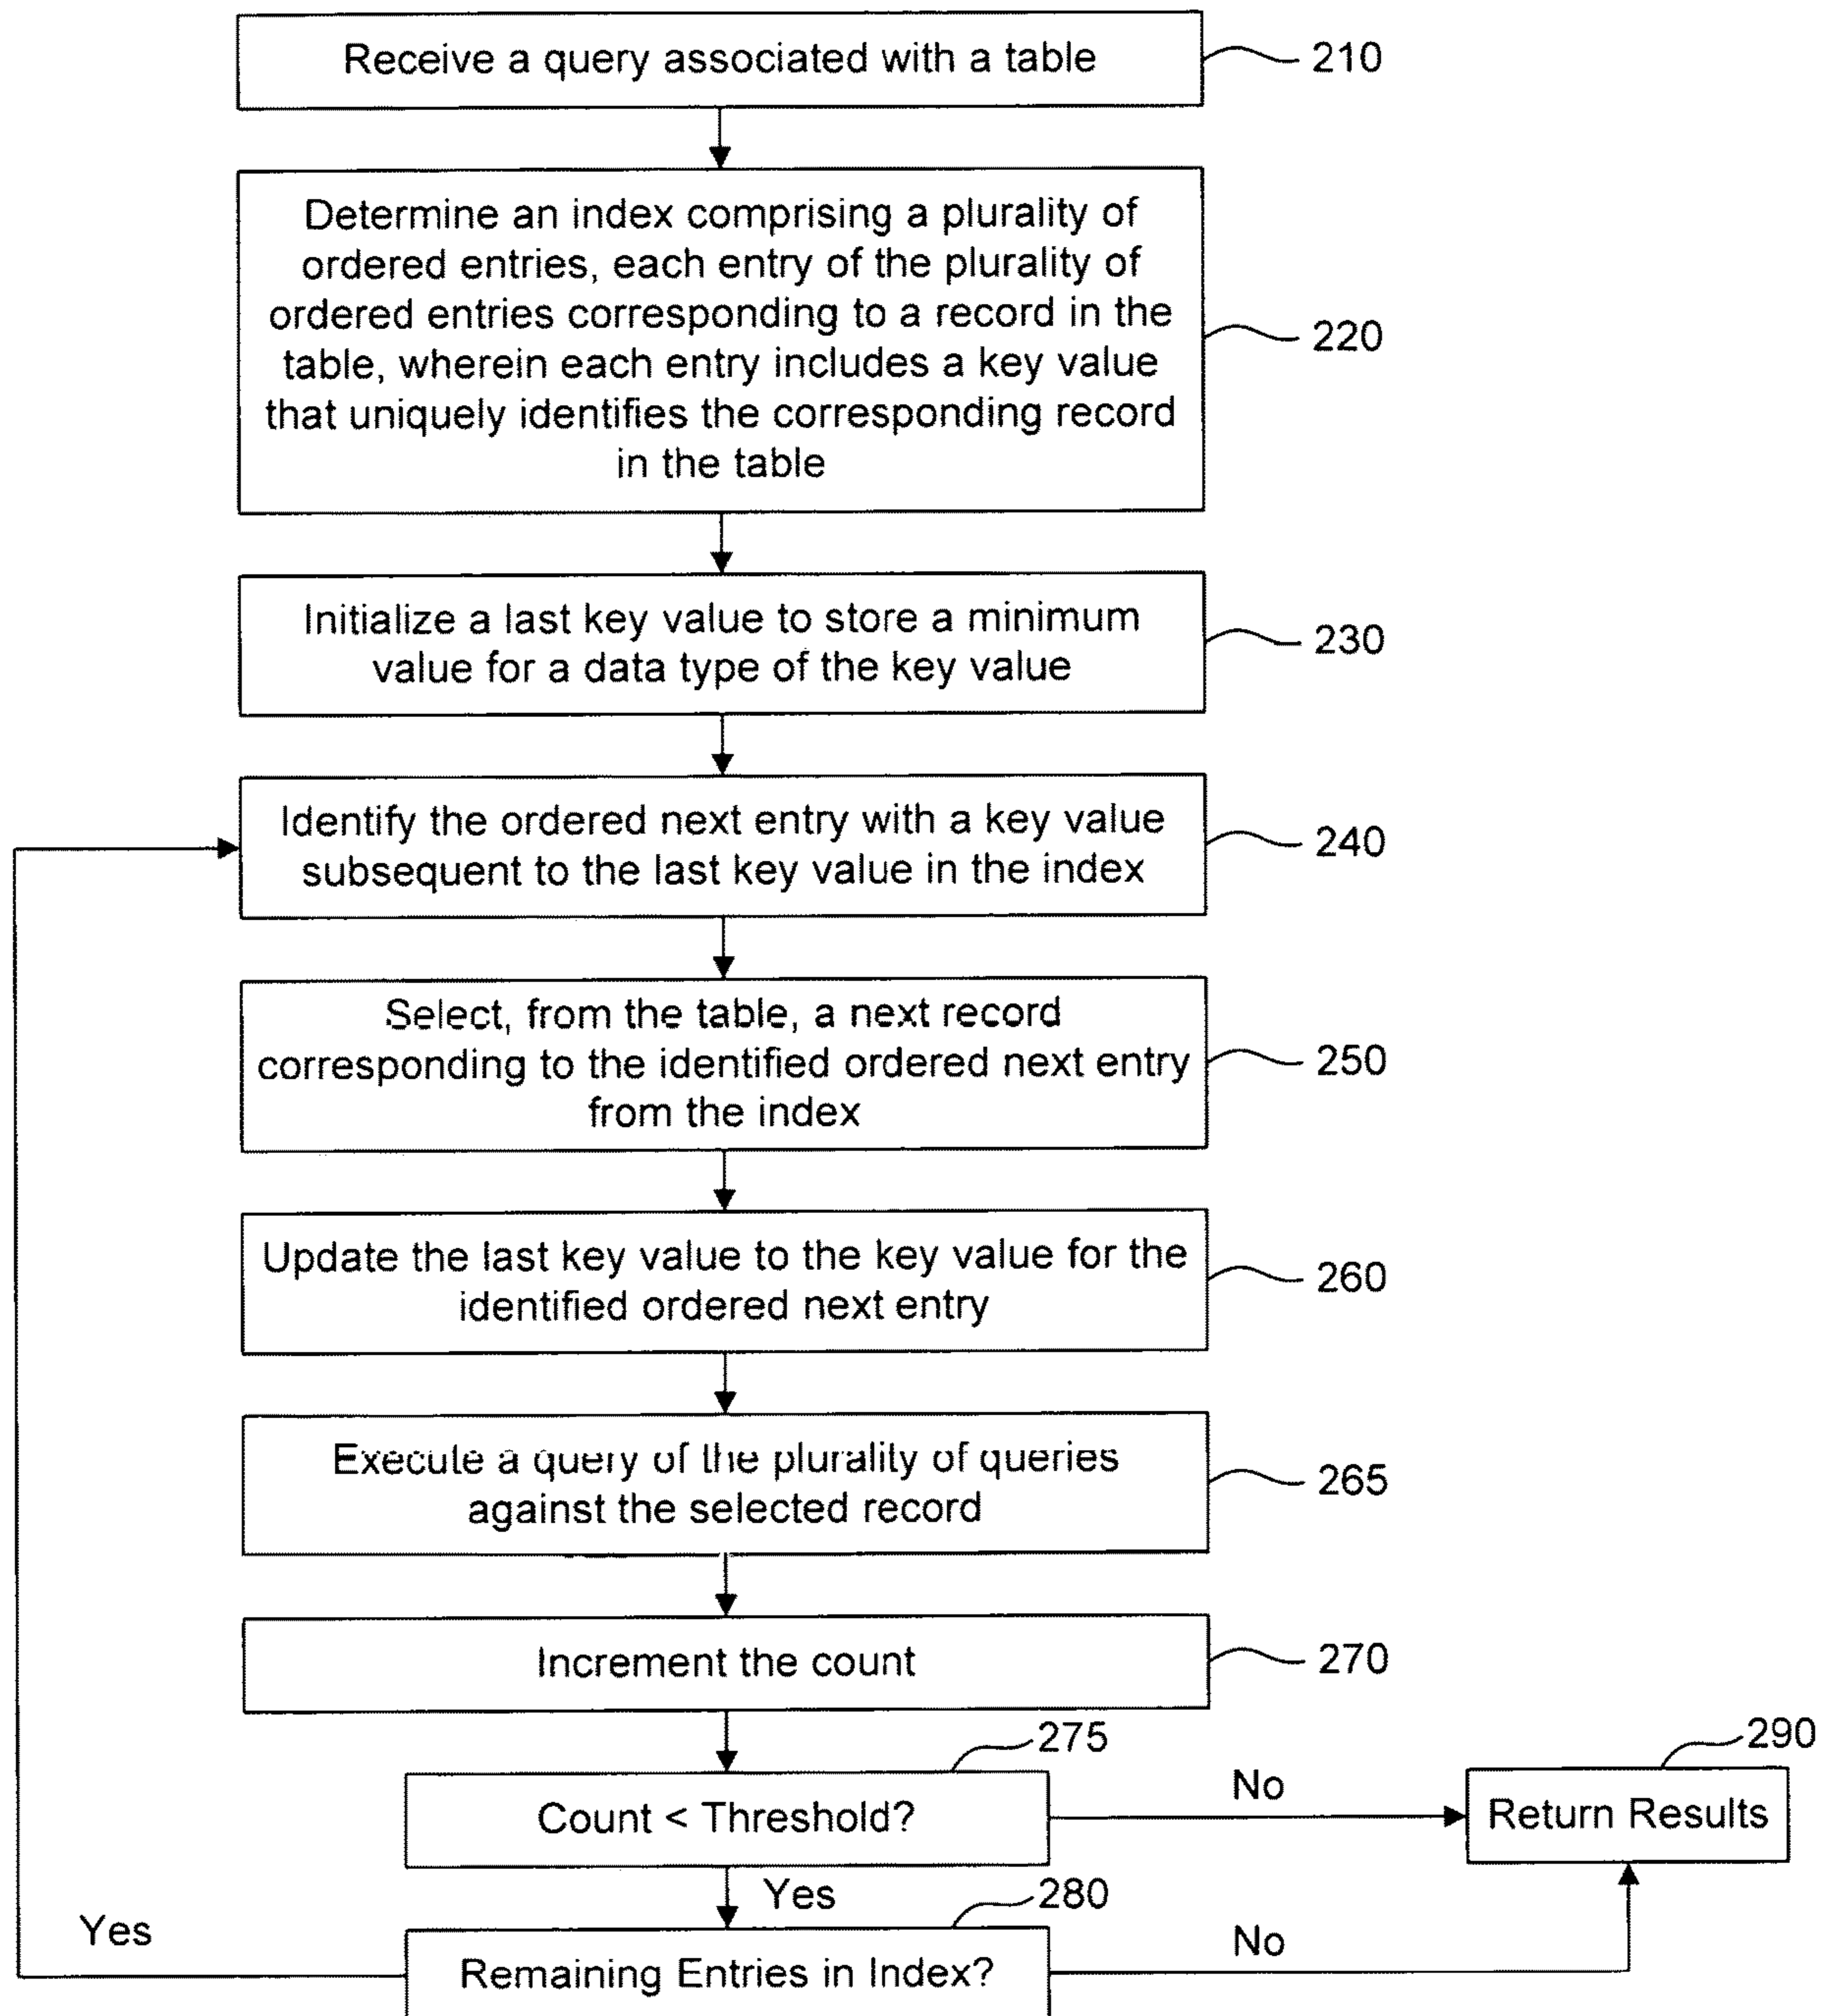 Receive a query associated with a table
210
Determine an index comprising a plurality of
ordered entries, each entry of the plurality of
ordered entries corresponding to a record in the
table, wherein each entry includes a key value
that uniquely identifies the corresponding record
in the table
220
Initialize a last key value to store a minimum
value for a data type of the key value
230
Identify the ordered next entry with a key value
subsequent to the last key value in the index
240
Select, from the table, a next record
corresponding to the identified ordered next entry
from the index
250
Update the last key value to the key value for the
identified ordered next entry
260
Execute a query of the plurality of queries
against the selected record
265
Increment the count
270
275
Count < Threshold?
No
290
Return Results
Yes
280
Remaining Entries in Index?
Yes
No